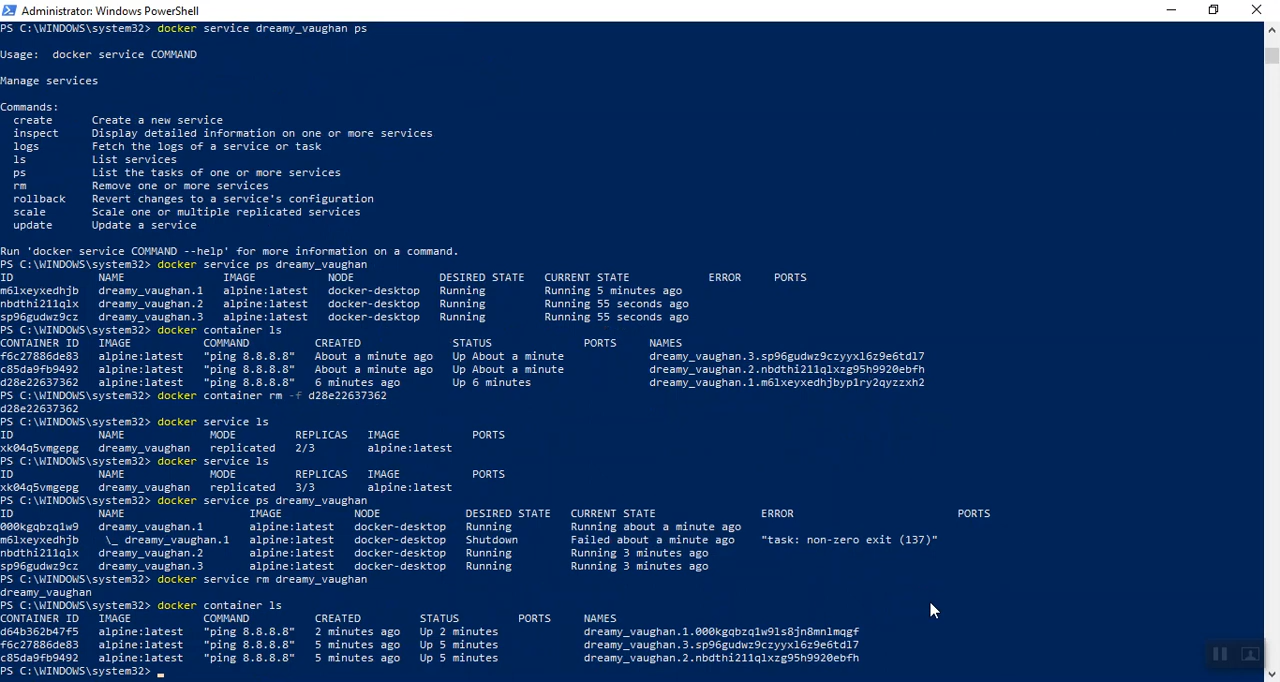 Administrator: Windows PowerShell
PS C:\WINDOWS\system32> docker service dreamy_vaughan ps
Usage:  docker service COMMAND
Manage services
Commands:
  create      Create a new service
  inspect     Display detailed information on one or more services
  logs        Fetch the logs of a service or task
  ls          List services
  ps          List the tasks of one or more services
  rm          Remove one or more services
  rollback    Revert changes to a service's configuration
  scale       Scale one or multiple replicated services
  update      Update a service
Run 'docker service COMMAND --help' for more information on a command.
PS C:\WINDOWS\system32> docker service ps dreamy_vaughan
ID             NAME               IMAGE           NODE             DESIRED STATE   CURRENT STATE            ERROR     PORTS
m6lxeyxedhjb   dreamy_vaughan.1   alpine:latest   docker-desktop   Running         Running 5 minutes ago
nbdthi211qlx   dreamy_vaughan.2   alpine:latest   docker-desktop   Running         Running 55 seconds ago
sp96gudwz9cz   dreamy_vaughan.3   alpine:latest   docker-desktop   Running         Running 55 seconds ago
PS C:\WINDOWS\system32> docker container ls
CONTAINER ID   IMAGE           COMMAND          CREATED              STATUS              PORTS     NAMES
f6c27886de83   alpine:latest   "ping 8.8.8.8"   About a minute ago   Up About a minute             dreamy_vaughan.3.sp96gudwz9czyyxl6z9e6tdl7
c85da9fb9492   alpine:latest   "ping 8.8.8.8"   About a minute ago   Up About a minute             dreamy_vaughan.2.nbdthi211qlxzg95h9920ebfh
d28e22637362   alpine:latest   "ping 8.8.8.8"   6 minutes ago        Up 6 minutes                  dreamy_vaughan.1.m6lxeyxedhjbyplry2qyzzxh2
PS C:\WINDOWS\system32> docker container rm -f d28e22637362
d28e22637362
PS C:\WINDOWS\system32> docker service ls
ID             NAME             MODE         REPLICAS   IMAGE           PORTS
xk04q5vmgepg   dreamy_vaughan   replicated   2/3        alpine:latest
PS C:\WINDOWS\system32> docker service ls
ID             NAME             MODE         REPLICAS   IMAGE           PORTS
xk04q5vmgepg   dreamy_vaughan   replicated   3/3        alpine:latest
PS C:\WINDOWS\system32> docker service ps dreamy_vaughan
ID             NAME                   IMAGE           NODE             DESIRED STATE   CURRENT STATE                ERROR                         PORTS
000kgqbzqlw9   dreamy_vaughan.1       alpine:latest   docker-desktop   Running         Running about a minute ago
m6lxeyxedhjb    \_ dreamy_vaughan.1   alpine:latest   docker-desktop   Shutdown        Failed about a minute ago    "task: non-zero exit (137)"
nbdthi211qlx   dreamy_vaughan.2       alpine:latest   docker-desktop   Running         Running 3 minutes ago
sp96gudwz9cz   dreamy_vaughan.3       alpine:latest   docker-desktop   Running         Running 3 minutes ago
PS C:\WINDOWS\system32> docker service rm dreamy_vaughan
dreamy_vaughan
PS C:\WINDOWS\system32> docker container ls
CONTAINER ID   IMAGE           COMMAND          CREATED         STATUS         PORTS     NAMES
d64b362b47f5   alpine:latest   "ping 8.8.8.8"   2 minutes ago   Up 2 minutes             dreamy_vaughan.1.000kgqbzqlw9ls8jn8mnlmqgf
f6c27886de83   alpine:latest   "ping 8.8.8.8"   5 minutes ago   Up 5 minutes             dreamy_vaughan.3.sp96gudwz9czyyxl6z9e6tdl7
c85da9fb9492   alpine:latest   "ping 8.8.8.8"   5 minutes ago   Up 5 minutes             dreamy_vaughan.2.nbdthi211qlxzg95h9920ebfh
PS C:\WINDOWS\system32>